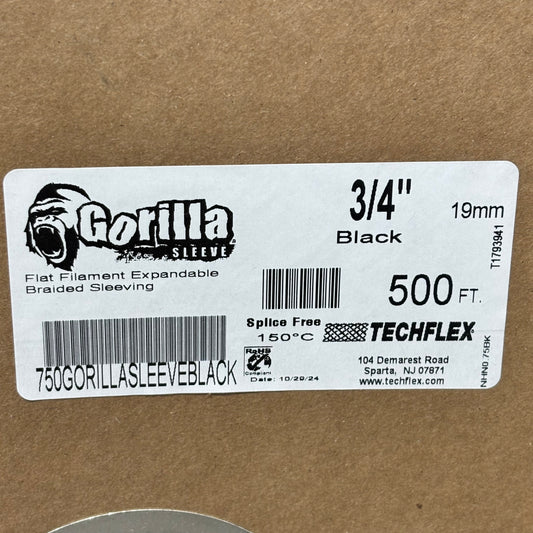 Gorilla
SLEEVE
Flat Filament Expandable
Braided Sleeving
750GORILLASLEEVEBLACK
3/4"
19mm
Black
500 FT.
Splice Free
150°C
TECHFLEX
RoHS
Compliant
Date: 10/29/24
104 Demarest Road
Sparta, NJ 07871
www.techflex.com
T1793941
NHN0.75BK